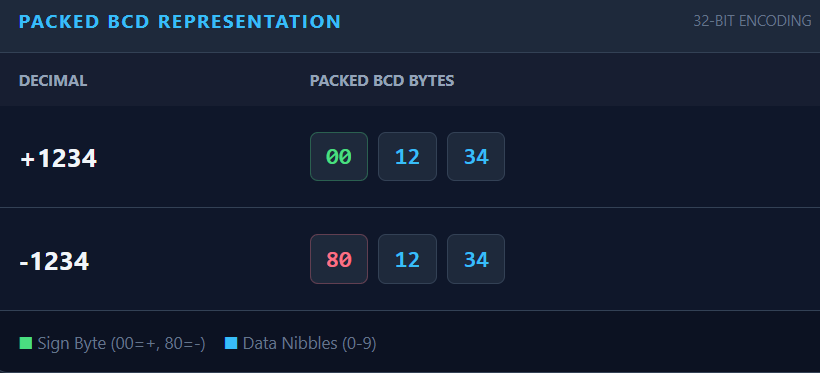 PACKED BCD REPRESENTATION 32-BIT ENCODING
DECIMAL PACKED BCD BYTES
+1234 00 12 34
-1234 80 12 34
Sign Byte (00=+, 80=-) Data Nibbles (0-9)